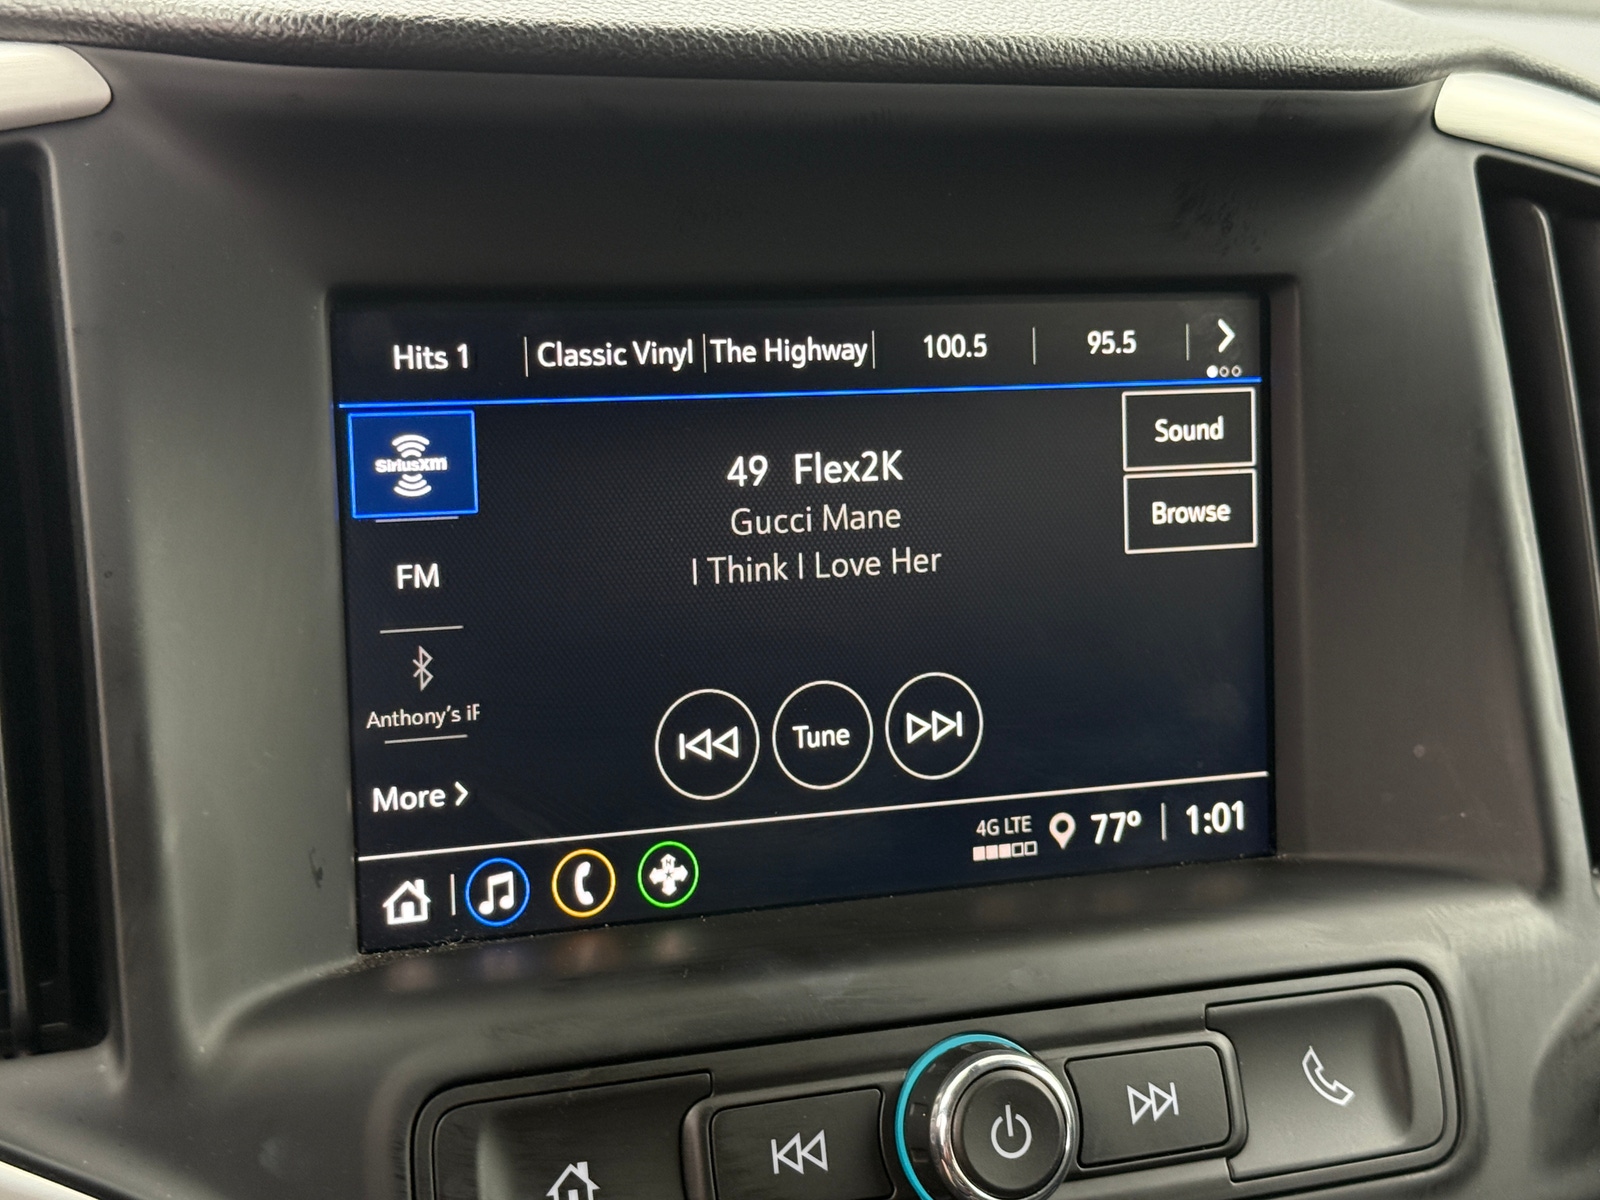 Hits 1
Classic Vinyl
The Highway
100.5
95.5
SiriusXM
FM
Anthony's iP
More
49 Flex2K
Gucci Mane
I Think I Love Her
Sound
Browse
Tune
4G LTE
77°
1:01
N